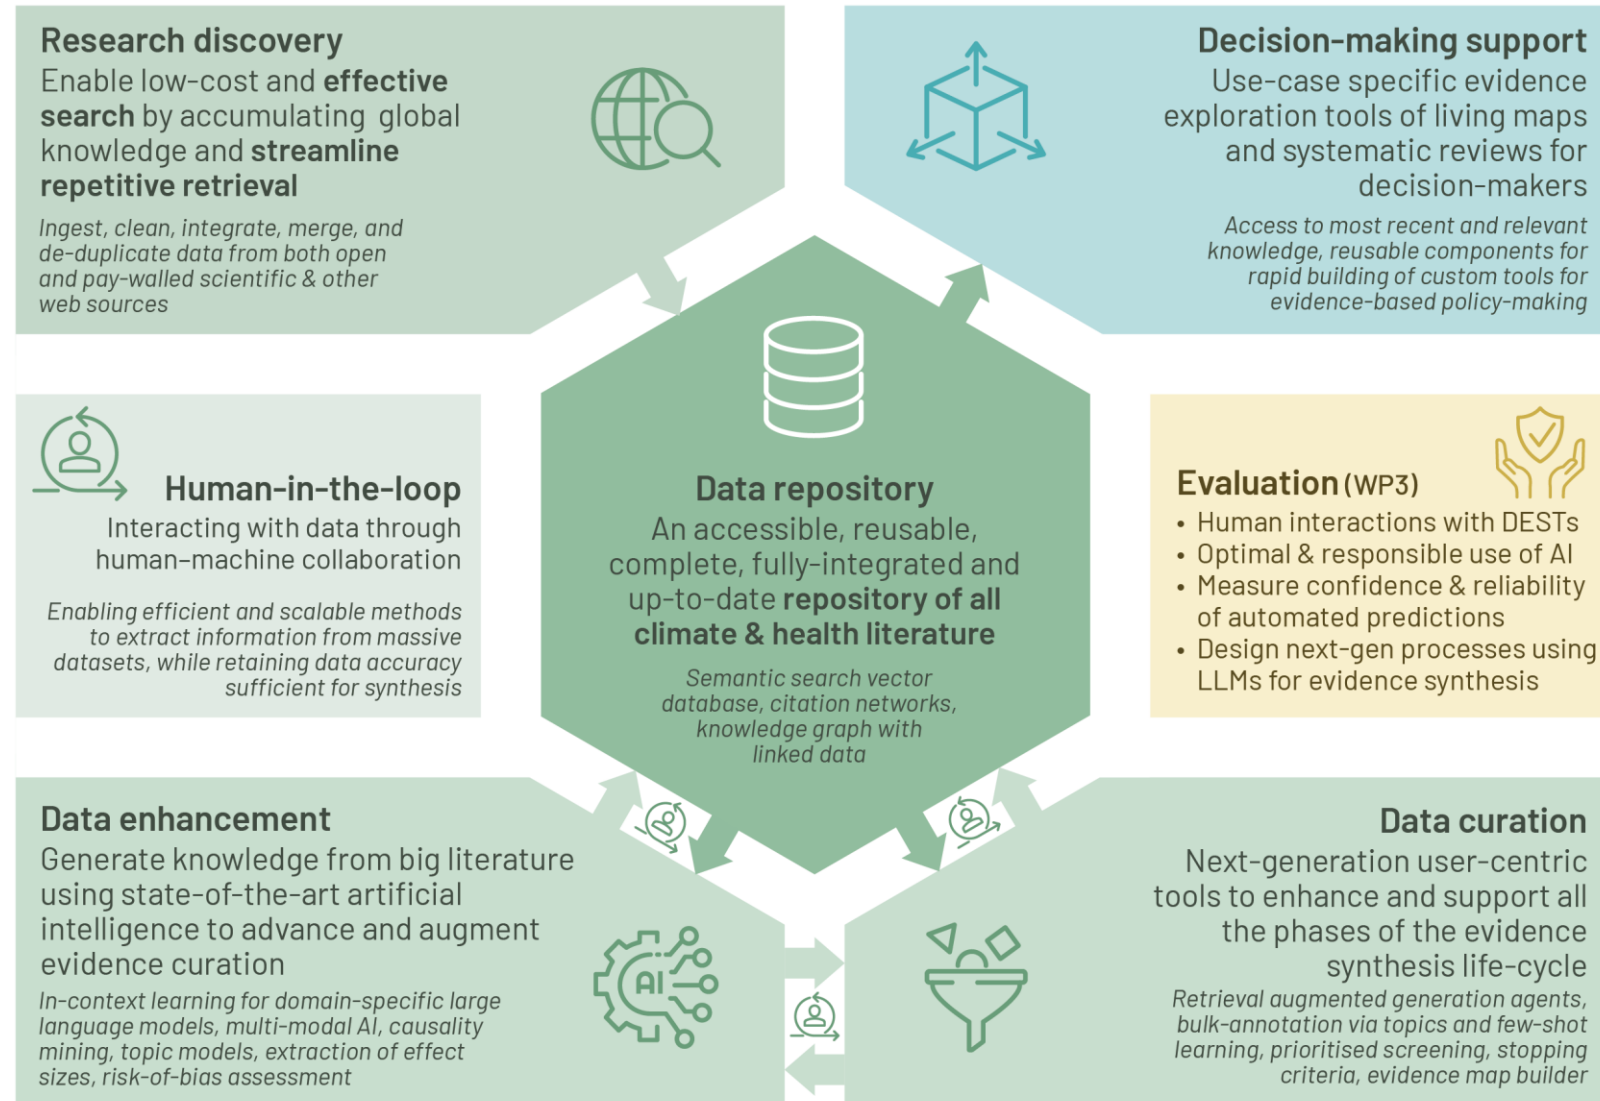 Research discovery
Enable low-cost and effective
search by accumulating global
knowledge and streamline
repetitive retrieval
Ingest, clean, integrate, merge, and
de-duplicate data from both open
and pay-walled scientific & other
web sources
Decision-making support
Use-case specific evidence
exploration tools of living maps
and systematic reviews for
decision-makers
Access to most recent and relevant
knowledge, reusable components for
rapid building of custom tools for
evidence-based policy-making
Human-in-the-loop
Interacting with data through
human–machine collaboration
Enabling efficient and scalable methods
to extract information from massive
datasets, while retaining data accuracy
sufficient for synthesis
Data repository
An accessible, reusable,
complete, fully-integrated and
up-to-date repository of all
climate & health literature
Semantic search vector
database, citation networks,
knowledge graph with
linked data
Evaluation (WP3)
• Human interactions with DESTs
• Optimal & responsible use of AI
• Measure confidence & reliability
of automated predictions
• Design next-gen processes using
LLMs for evidence synthesis
Data enhancement
Generate knowledge from big literature
using state-of-the-art artificial
intelligence to advance and augment
evidence curation
In-context learning for domain-specific large
language models, multi-modal AI, causality
mining, topic models, extraction of effect
sizes, risk-of-bias assessment
AI
Data curation
Next-generation user-centric
tools to enhance and support all
the phases of the evidence
synthesis life-cycle
Retrieval augmented generation agents,
bulk-annotation via topics and few-shot
learning, prioritised screening, stopping
criteria, evidence map builder